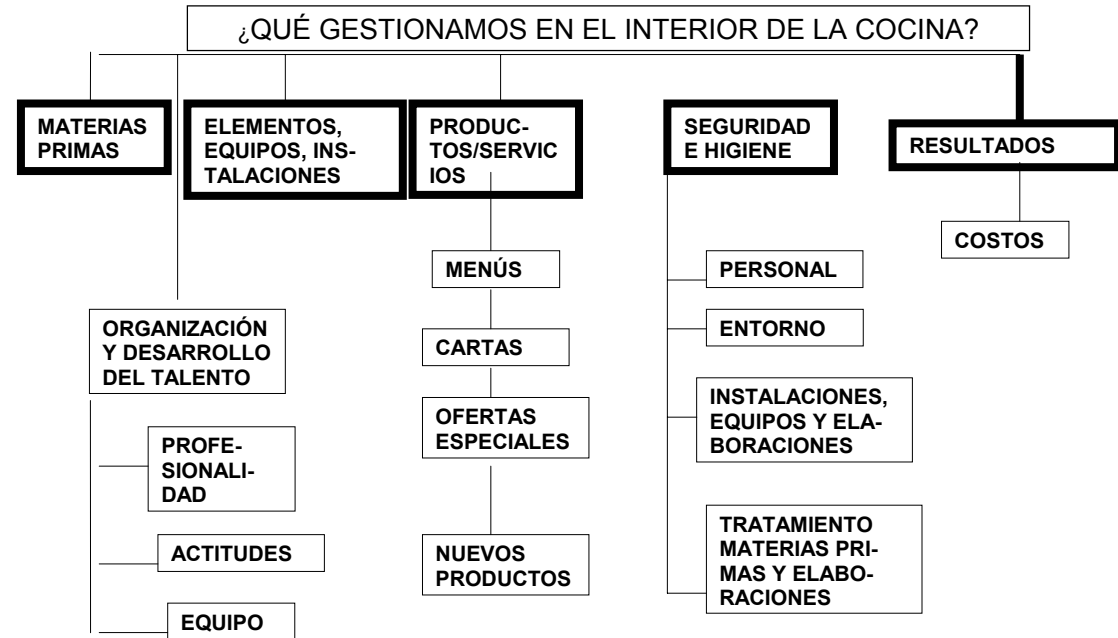 ¿QUÉ GESTIONAMOS EN EL INTERIOR DE LA COCINA?
MATERIAS
PRIMAS
ELEMENTOS,
EQUIPOS, INS-
TALACIONES
PRODUC-
TOS/SERVIC
IOS
SEGURIDAD
E HIGIENE
RESULTADOS
ORGANIZACIÓN
Y DESARROLLO
DEL TALENTO
PROFE-
SIONALI-
DAD
ACTITUDES
EQUIPO
MENÚS
CARTAS
OFERTAS
ESPECIALES
NUEVOS
PRODUCTOS
PERSONAL
ENTORNO
INSTALACIONES,
EQUIPOS Y ELA-
BORACIONES
TRATAMIENTO
MATERIAS PRI-
MAS Y ELABO-
RACIONES
COSTOS